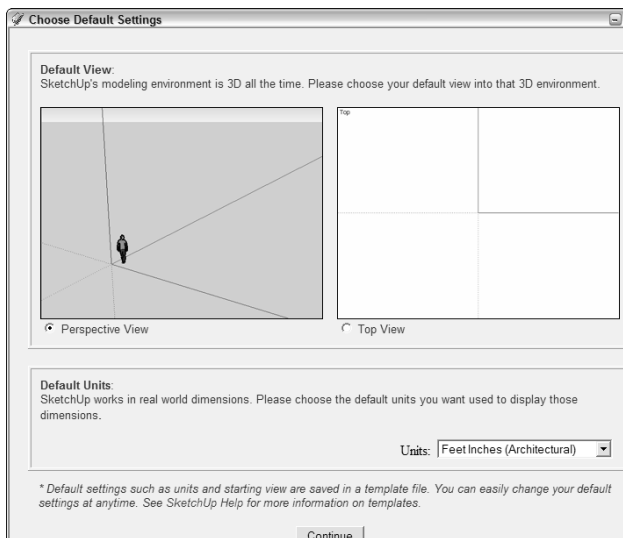 Choose Default Settings
Default View:
SketchUp's modeling environment is 3D all the time. Please choose your default view into that 3D environment.
Top
Perspective View
Top View
Default Units:
SketchUp works in real world dimensions. Please choose the default units you want used to display those
dimensions.
Units: Feet Inches (Architectural)
* Default settings such as units and starting view are saved in a template file. You can easily change your default
settings at anytime. See SketchUp Help for more information on templates.
Continue